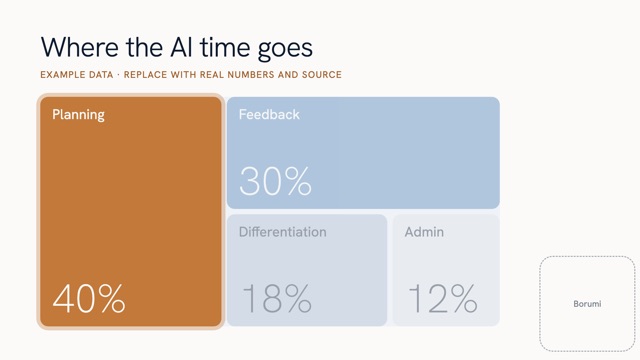 Where the AI time goes
EXAMPLE DATA · REPLACE WITH REAL NUMBERS AND SOURCE
Planning
40%
Feedback
30%
Differentiation
18%
Admin
12%
Borumi